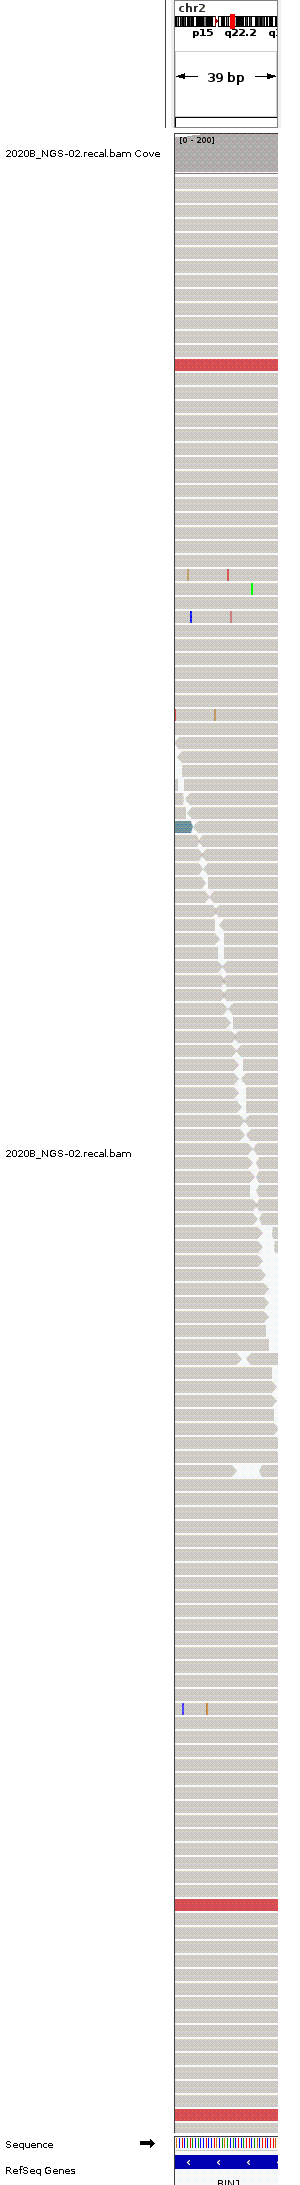 chr2
p15 q22.2 q
39 bp
[0 - 200]
2020B_NGS-02.recal.bam Cove
2020B_NGS-02.recal.bam
Sequence
RefSeq Genes
BIN1